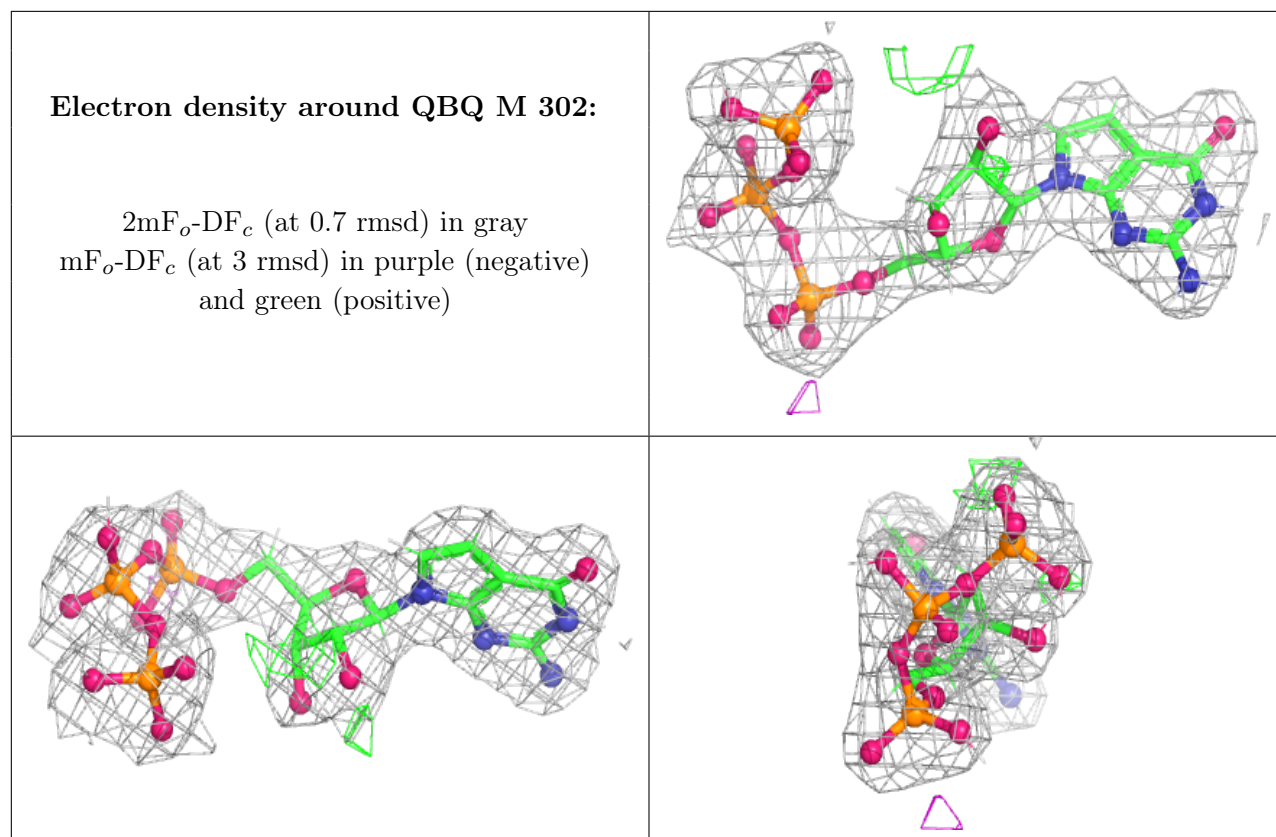 Electron density around QBQ M 302:
2mFo-DFc (at 0.7 rmsd) in gray
mFo-DFc (at 3 rmsd) in purple (negative)
and green (positive)